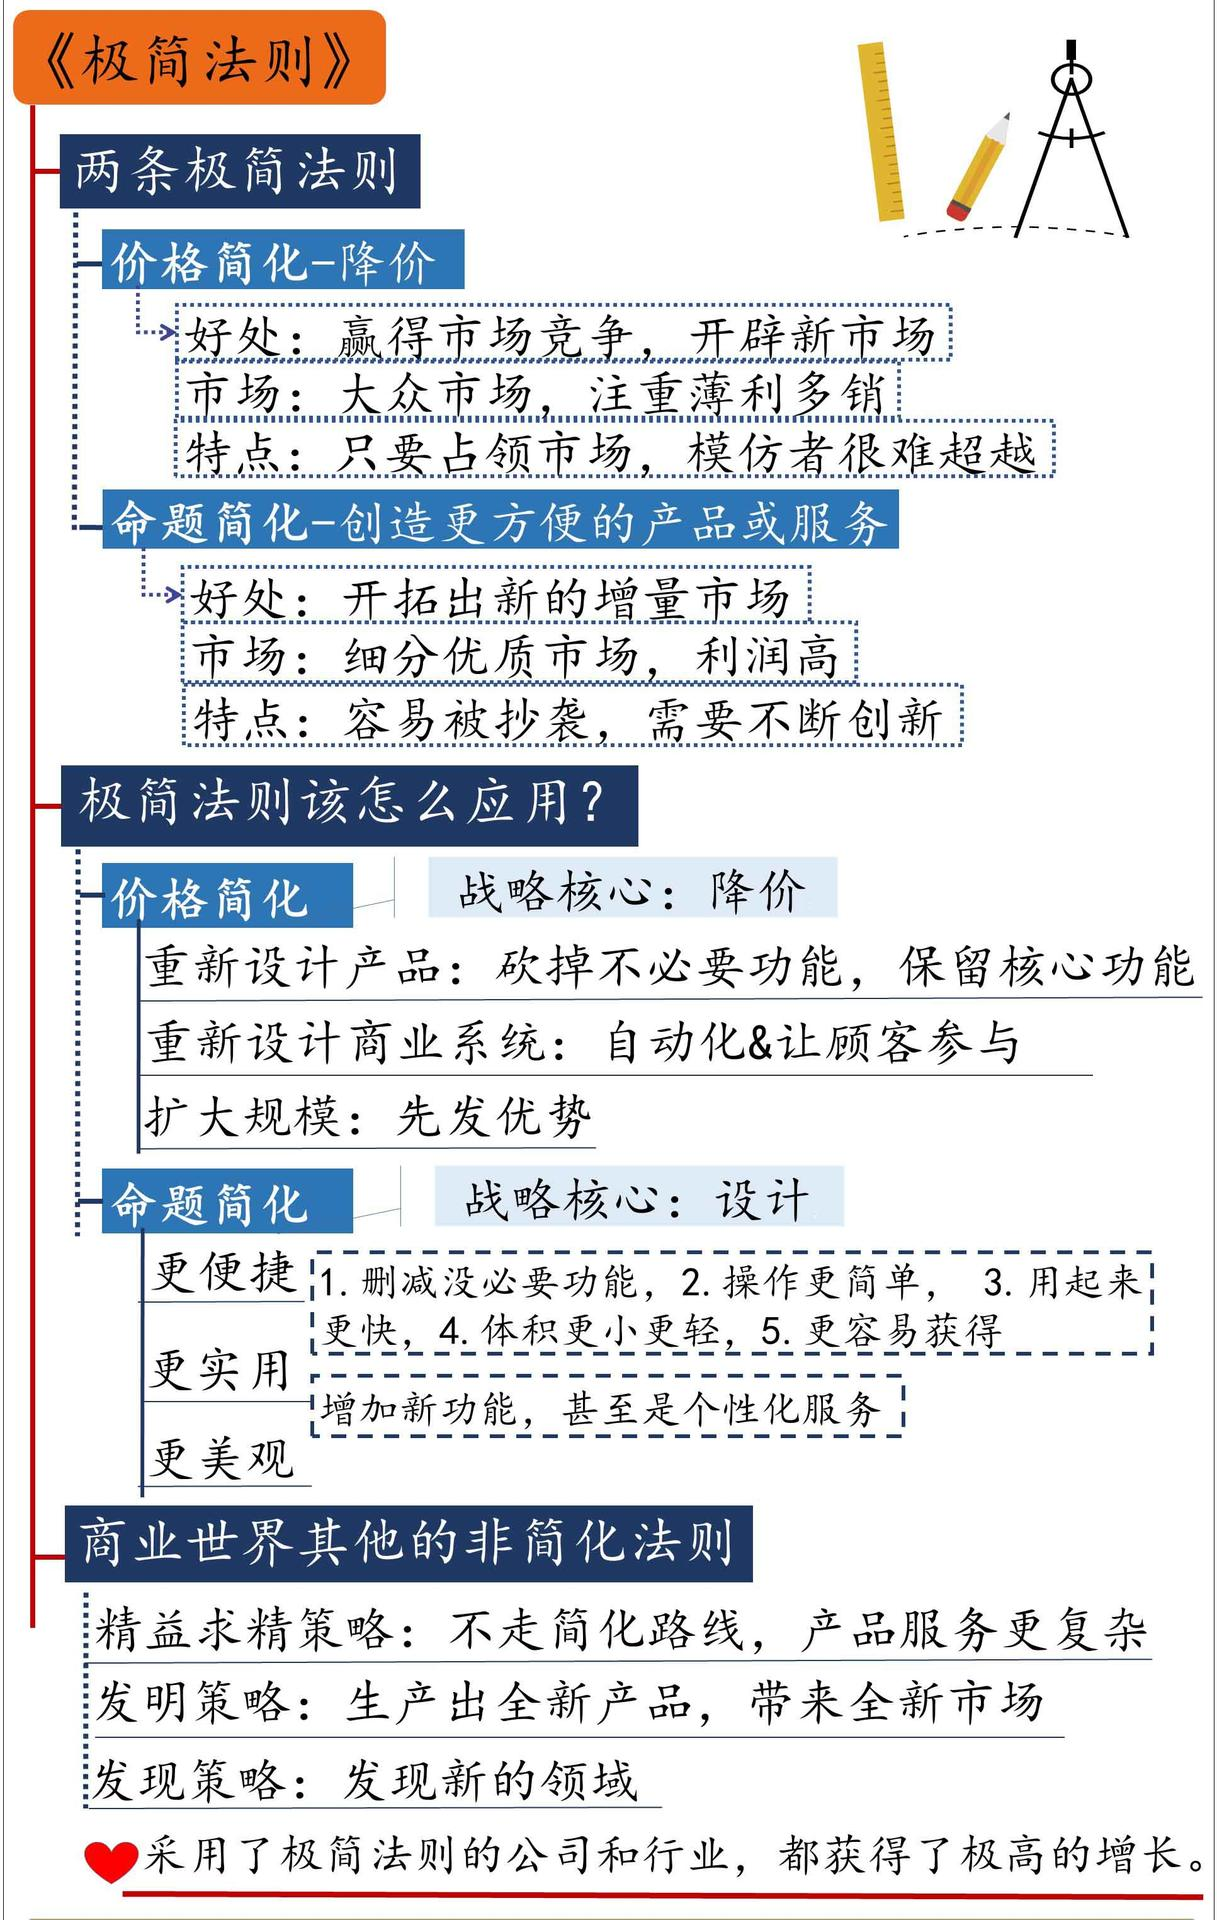 《极简法则》
两条极简法则
价格简化-降价
好处：赢得市场竞争，开辟新市场
市场：大众市场，注重薄利多销
特点：只要占领市场，模仿者很难超越
命题简化-创造更方便的产品或服务
好处：开拓出新的增量市场
市场：细分优质市场，利润高
特点：容易被抄袭，需要不断创新
极简法则该怎么应用？
价格简化
战略核心：降价
重新设计产品：砍掉不必要功能，保留核心功能
重新设计商业系统：自动化&让顾客参与
扩大规模：先发优势
命题简化
战略核心：设计
更便捷
1.删减没必要功能，2.操作更简单， 3.用起来
更快，4.体积更小更轻，5.更容易获得
更实用
增加新功能，甚至是个性化服务
更美观
商业世界其他的非简化法则
精益求精策略：不走简化路线，产品服务更复杂
发明策略：生产出全新产品，带来全新市场
发现策略：发现新的领域
采用了极简法则的公司和行业，都获得了极高的增长。